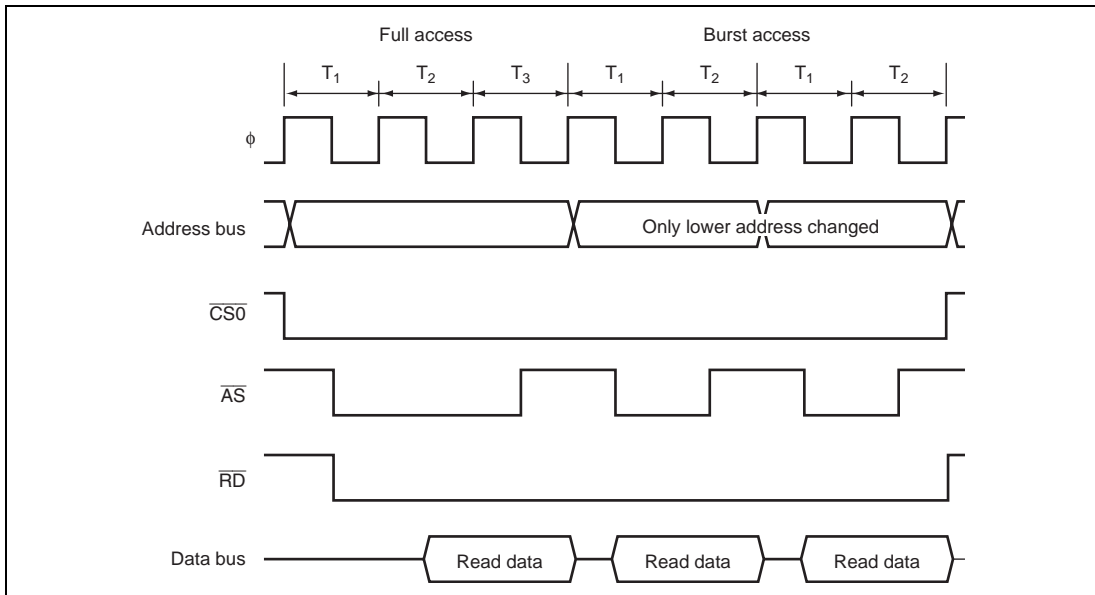 Full access Burst access
T1 T2 T3 T1 T2 T1 T2
ϕ
Address bus Only lower address changed
CS0
AS
RD
Data bus Read data Read data Read data